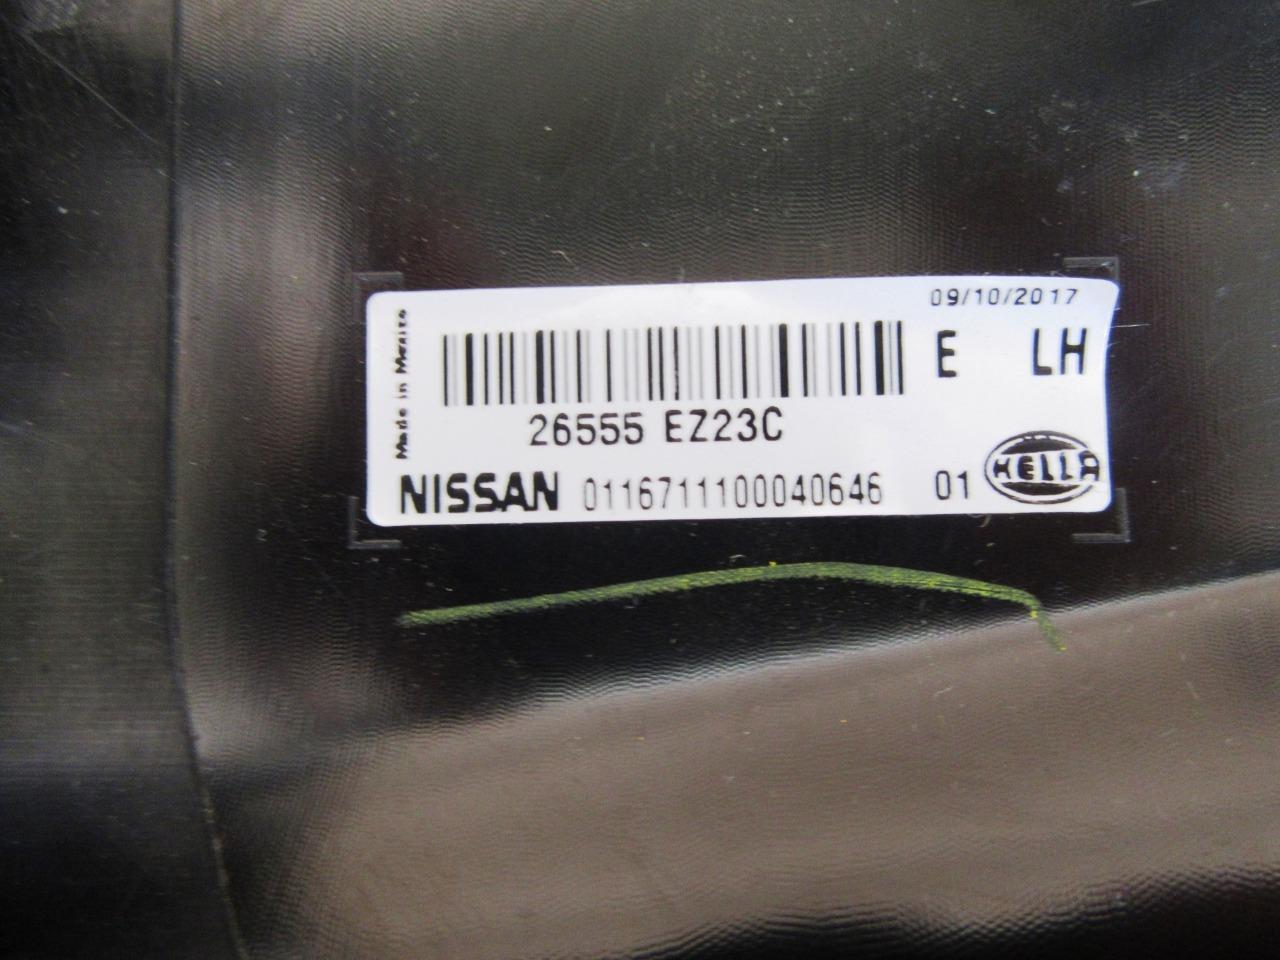 09/10/2017
Made in Mexico
E LH
26555 EZ23C
NISSAN 0116711100040646 01 HELLA